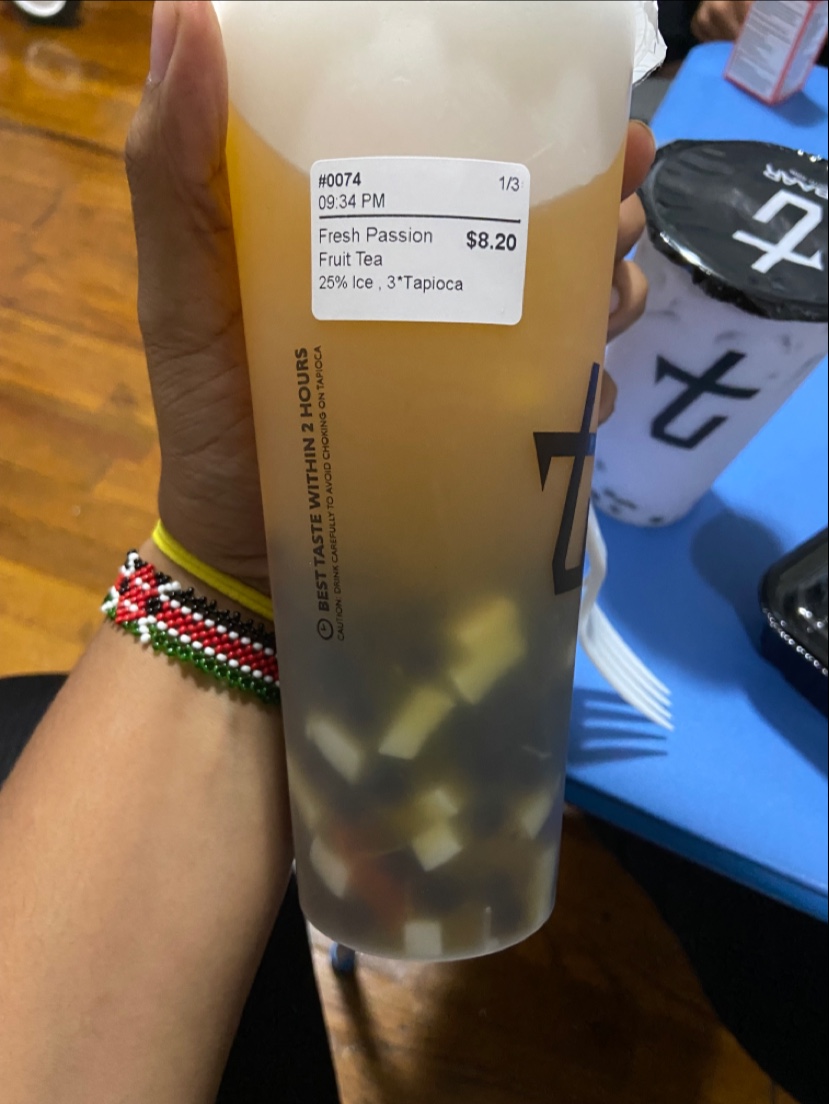 #0074 1/3
09:34 PM
Fresh Passion $8.20
Fruit Tea
25% Ice , 3*Tapioca
BEST TASTE WITHIN 2 HOURS
CAUTION: DRINK CAREFULLY TO AVOID CHOKING ON TAPIOCA
t
t
t
BAAR